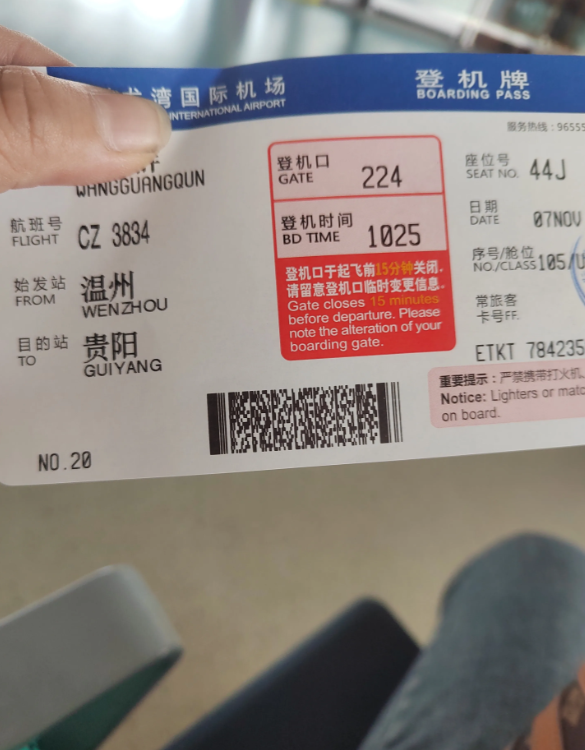 湾国际机场
INTERNATIONAL AIRPORT
登机牌
BOARDING PASS
服务热线：9655
WANGGUANGQUN
航班号
FLIGHT CZ 3834
始发站
FROM 温州
WENZHOU
目的站
TO 贵阳
GUIYANG
NO.20
登机口
GATE 224
登机时间
BD TIME 1025
登机口于起飞前15分钟关闭.
请留意登机口临时变更信息.
Gate closes 15 minutes
before departure. Please
note the alteration of your
boarding gate.
座位号
SEAT NO. 44J
日期
DATE 07NOV
序号/舱位
NO./CLASS 105/U
常旅客
卡号FF.
ETKT 784235
重要提示：严禁携带打火机
Notice: Lighters or matc
on board.